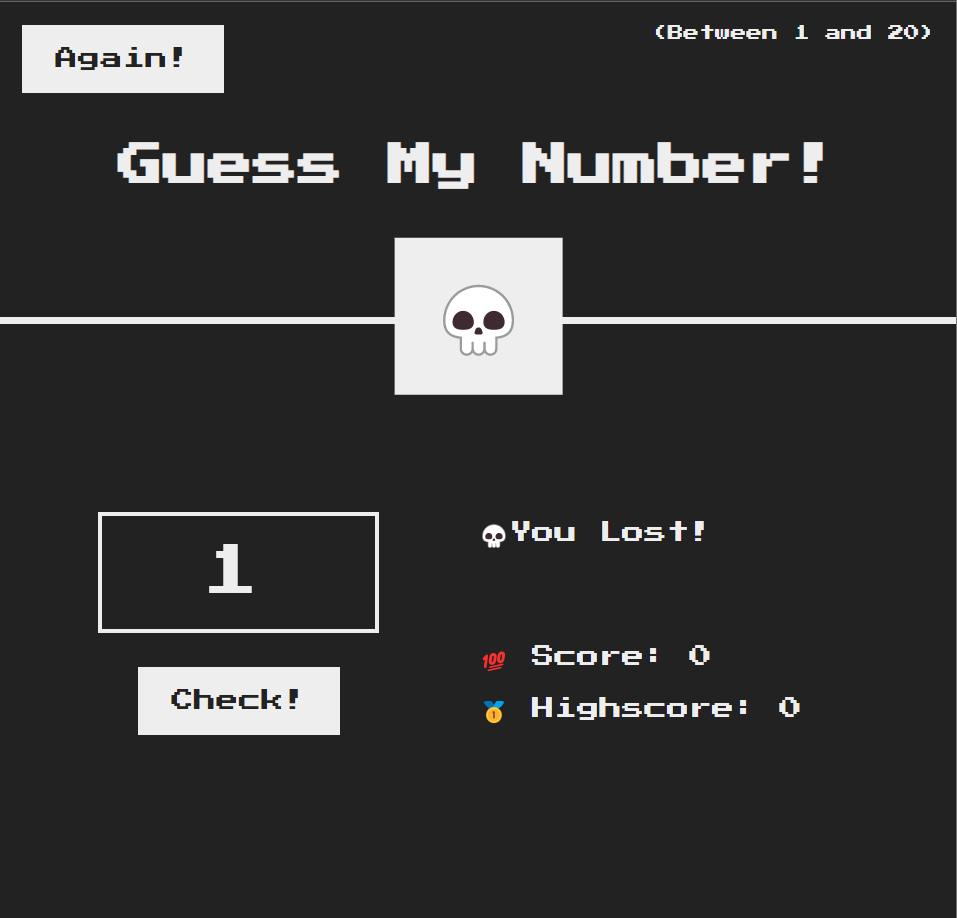 Again!
(Between 1 and 20)
Guess My Number!
💀
1
💀You Lost!
Check!
💯 Score: 0
🥇 Highscore: 0